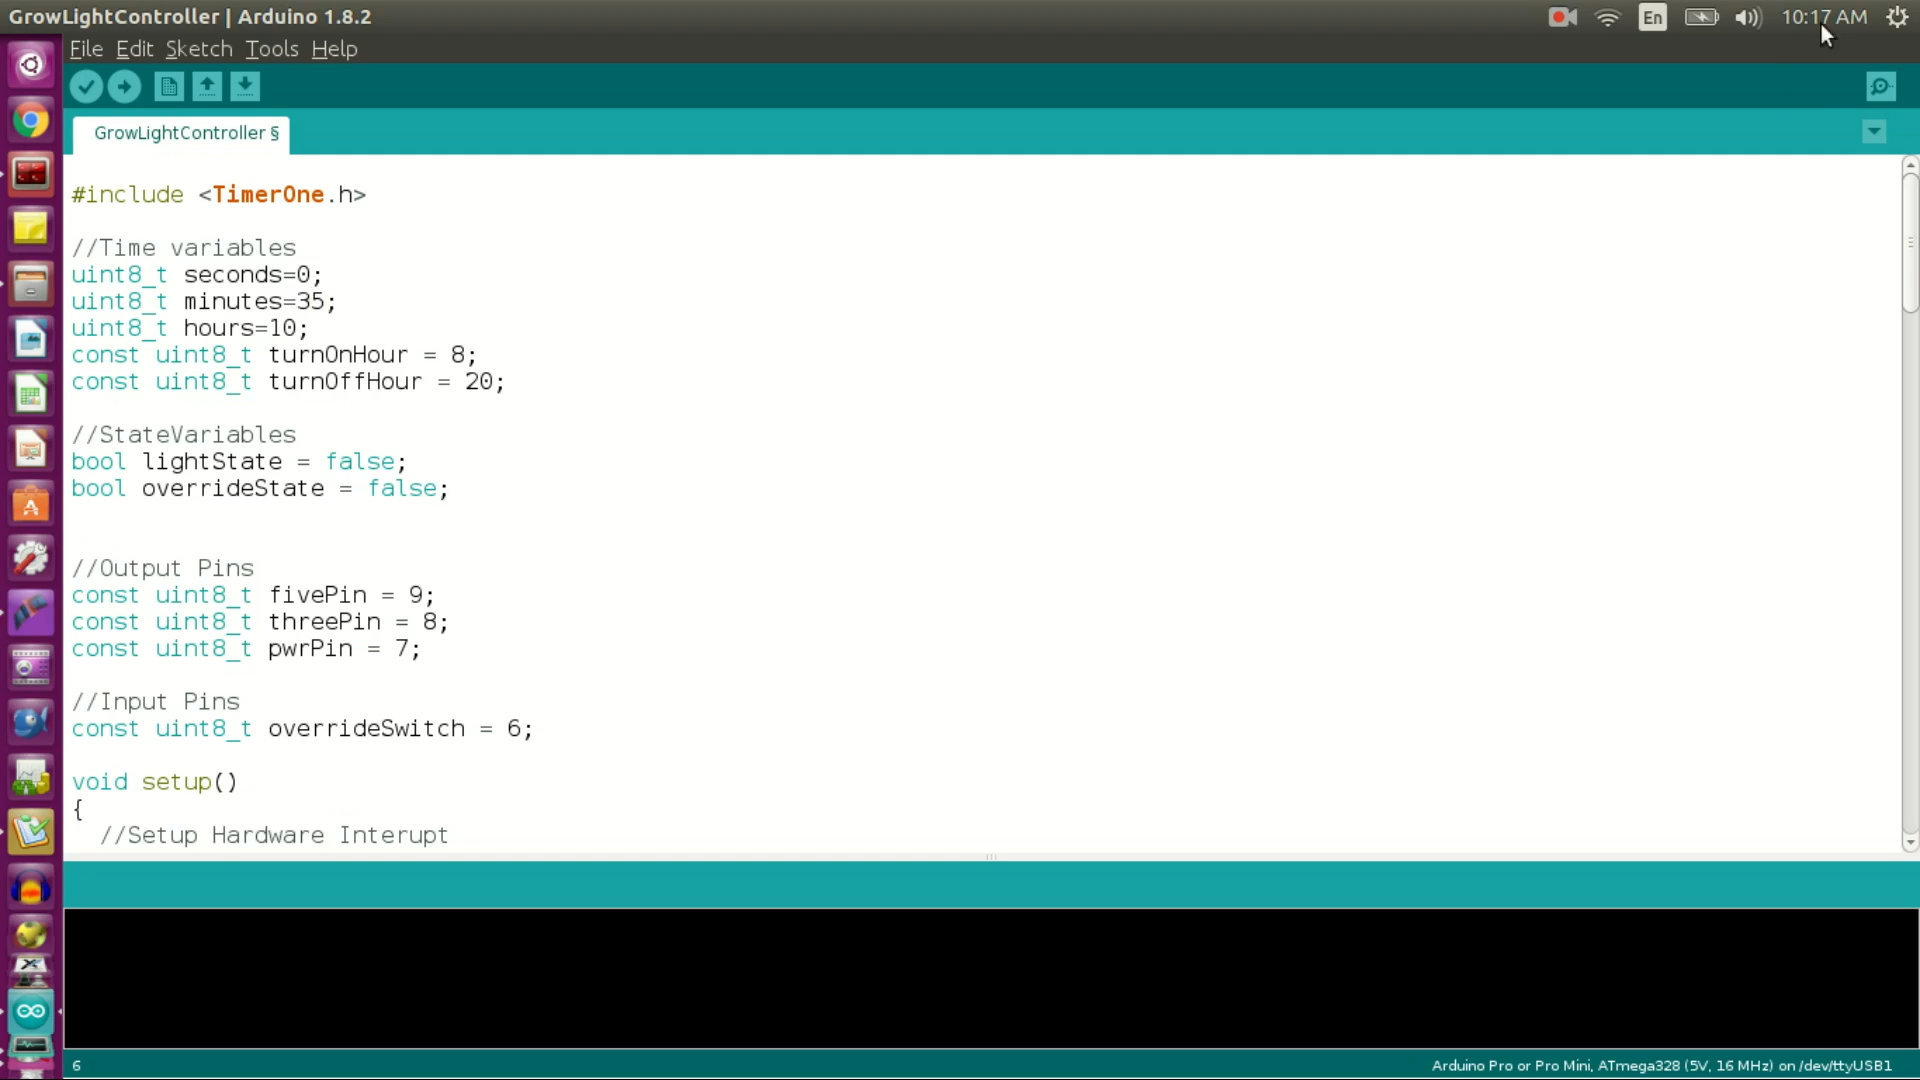 GrowLightController | Arduino 1.8.2
En
10:17 AM
File Edit Sketch Tools Help
GrowLightController §
#include <TimerOne.h>
//Time variables
uint8_t seconds=0;
uint8_t minutes=35;
uint8_t hours=10;
const uint8_t turnOnHour = 8;
const uint8_t turnOffHour = 20;
//StateVariables
bool lightState = false;
bool overrideState = false;
//Output Pins
const uint8_t fivePin = 9;
const uint8_t threePin = 8;
const uint8_t pwrPin = 7;
//Input Pins
const uint8_t overrideSwitch = 6;
void setup()
{
//Setup Hardware Interupt
6
Arduino Pro or Pro Mini, ATmega328 (5V, 16 MHz) on /dev/ttyUSB1